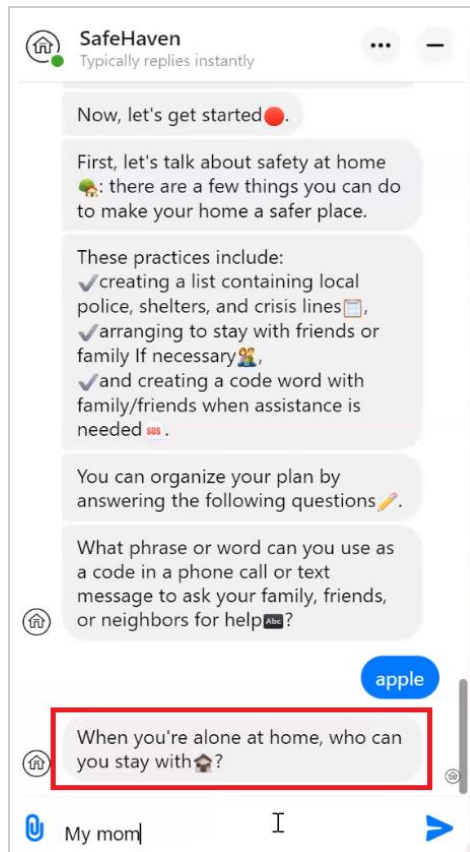 SafeHaven
Typically replies instantly
Now, let's get started🔴.
First, let's talk about safety at home
🏡: there are a few things you can do
to make your home a safer place.
These practices include:
✔️creating a list containing local
police, shelters, and crisis lines📋,
✔️arranging to stay with friends or
family If necessary🫂,
✔️and creating a code word with
family/friends when assistance is
needed🆘.
You can organize your plan by
answering the following questions✏️.
What phrase or word can you use as
a code in a phone call or text
message to ask your family, friends,
or neighbors for help🔤?
apple
When you're alone at home, who can
you stay with🏠?
My mom